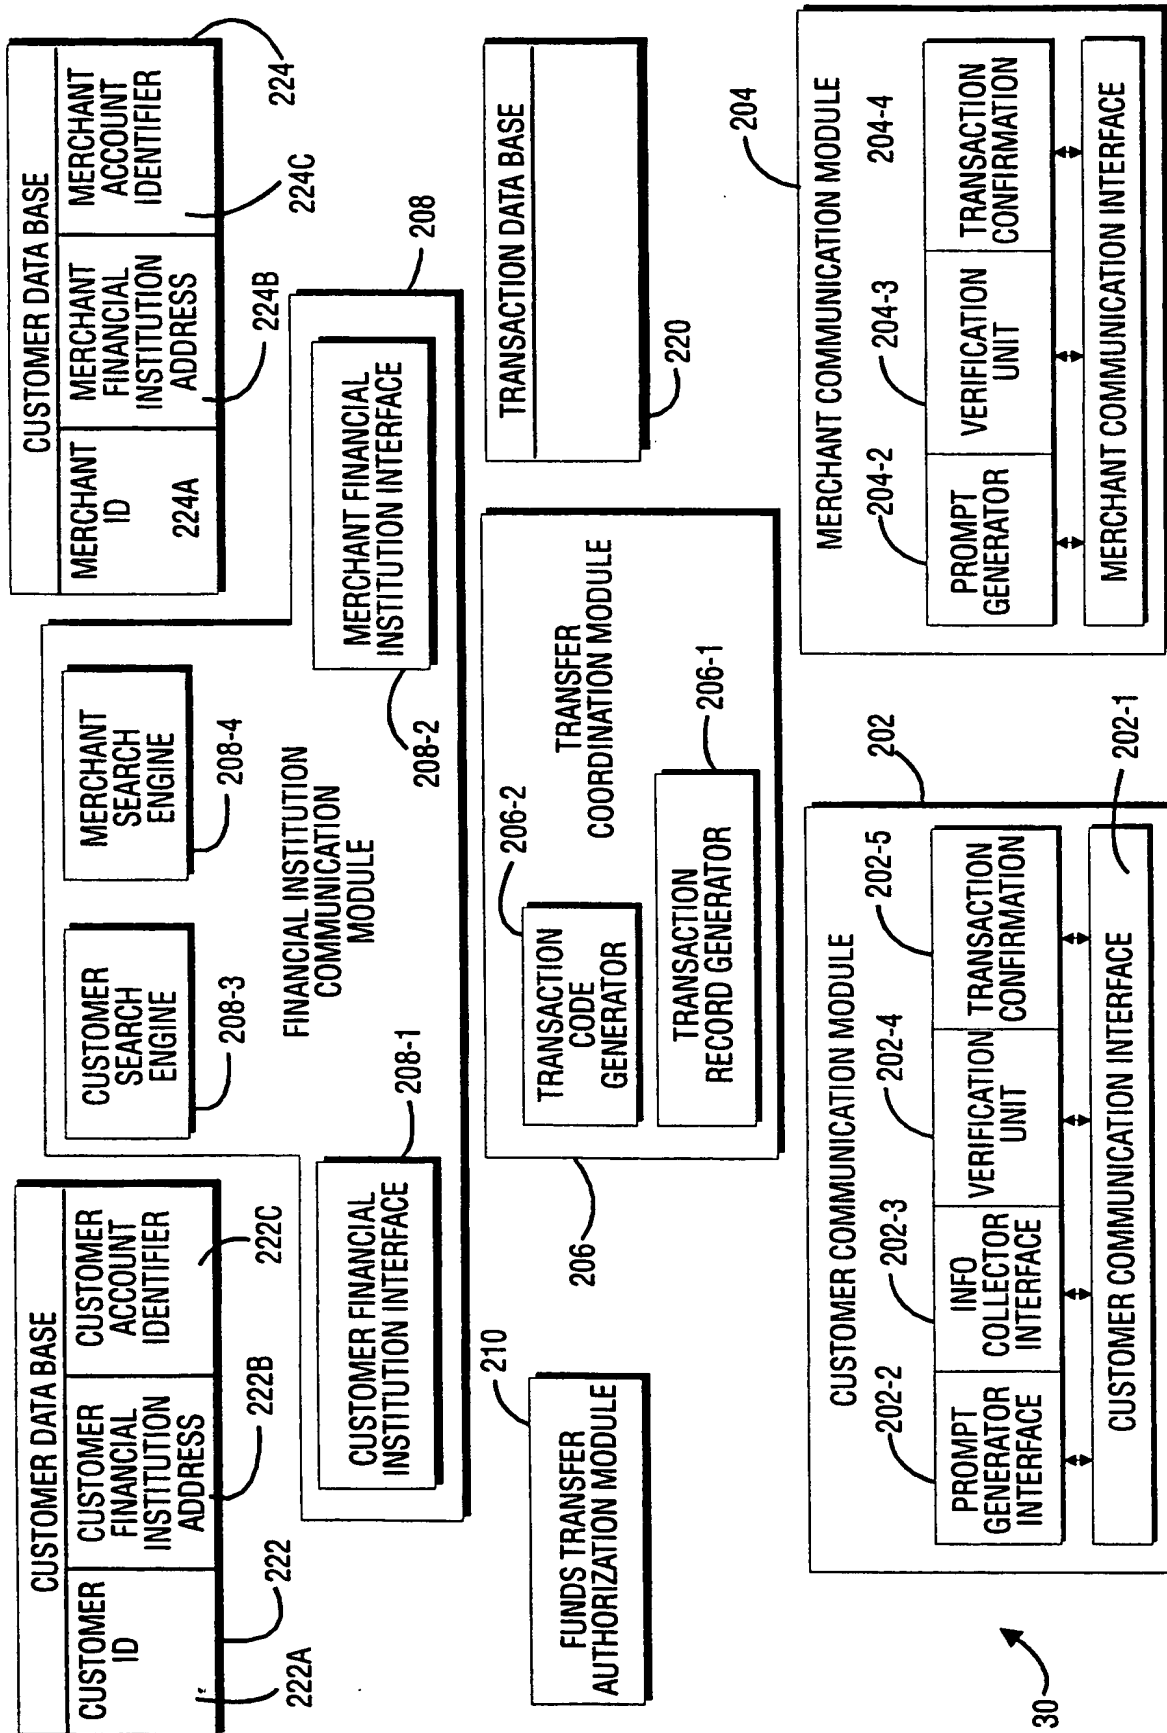 CUSTOMER DATA BASE
CUSTOMER
ID
CUSTOMER
FINANCIAL
INSTITUTION
ADDRESS
CUSTOMER
ACCOUNT
IDENTIFIER
222A
222
222B
222C
CUSTOMER
SEARCH
ENGINE
208-3
MERCHANT
SEARCH
ENGINE
208-4
FINANCIAL INSTITUTION
COMMUNICATION
MODULE
CUSTOMER FINANCIAL
INSTITUTION INTERFACE
208-1
MERCHANT FINANCIAL
INSTITUTION INTERFACE
208-2
208
CUSTOMER DATA BASE
MERCHANT
ID
224A
MERCHANT
FINANCIAL
INSTITUTION
ADDRESS
224B
MERCHANT
ACCOUNT
IDENTIFIER
224C
224
FUNDS TRANSFER
AUTHORIZATION MODULE
210
206
TRANSACTION
CODE
GENERATOR
206-2
TRANSFER
COORDINATION MODULE
TRANSACTION
RECORD GENERATOR
206-1
TRANSACTION DATA BASE
220
30
CUSTOMER COMMUNICATION MODULE
202
202-2
202-3
202-4
202-5
PROMPT
GENERATOR
INTERFACE
INFO
COLLECTOR
INTERFACE
VERIFICATION
UNIT
TRANSACTION
CONFIRMATION
CUSTOMER COMMUNICATION INTERFACE
202-1
MERCHANT COMMUNICATION MODULE
204
204-2
204-3
204-4
PROMPT
GENERATOR
VERIFICATION
UNIT
TRANSACTION
CONFIRMATION
MERCHANT COMMUNICATION INTERFACE